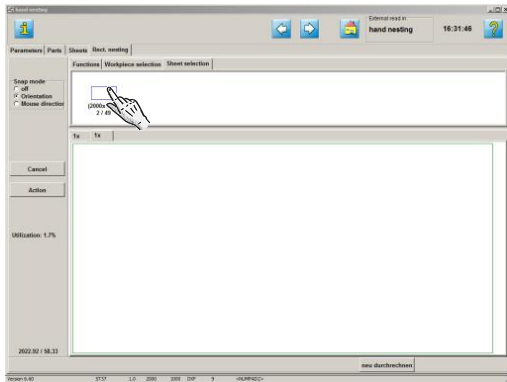 hand nesting
External read in
hand nesting
16:31:46
Parameters
Parts
Sheets
Rect. nesting
Functions
Workpiece selection
Sheet selection
Snap mode
off
Orientation
Mouse direction
(2000x
2 / 49
1x
1x
Cancel
Action
Utilization: 1.7%
2022.92 / 58.33
neu durchrechnen
Version 6.60
ST37
1.0
2000
1000
DXF
9
<NUMPAD2>